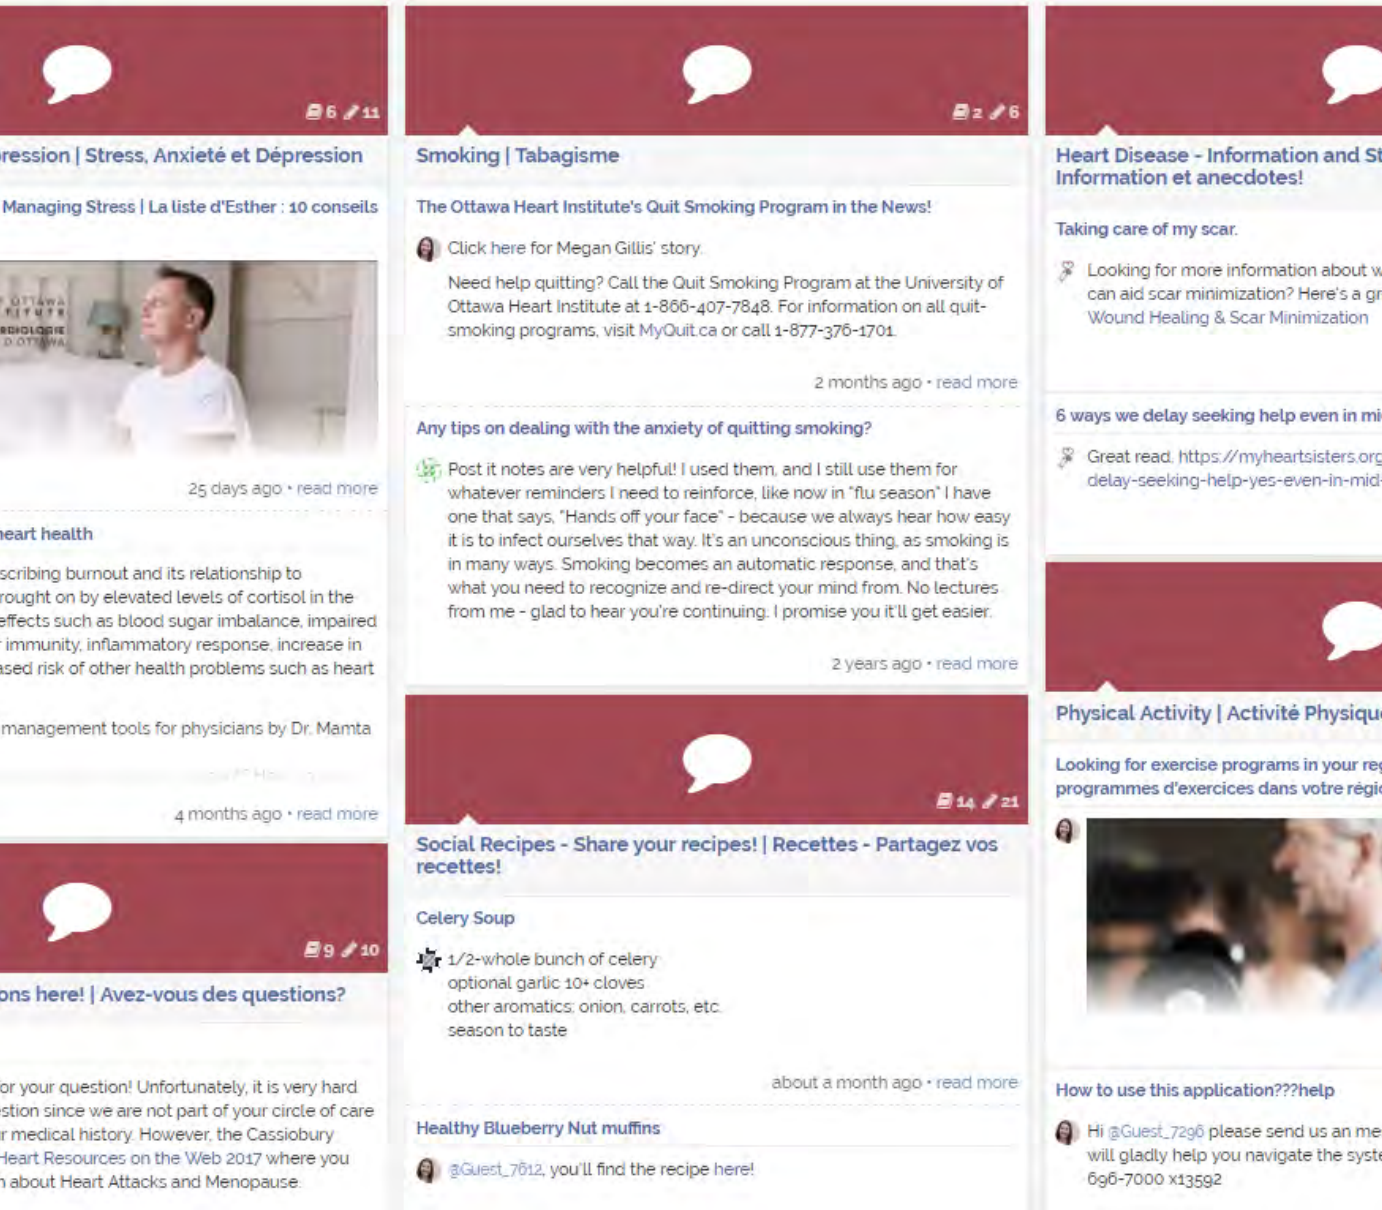 6 11
ression | Stress, Anxieté et Dépression
Managing Stress | La liste d'Esther : 10 conseils
OTTAWA
25 days ago • read more
heart health
scribing burnout and its relationship to
rought on by elevated levels of cortisol in the
effects such as blood sugar imbalance, impaired
r immunity, inflammatory response, increase in
ased risk of other health problems such as heart
management tools for physicians by Dr. Mamta
4 months ago • read more
9 10
ons here! | Avez-vous des questions?
or your question! Unfortunately, it is very hard
estion since we are not part of your circle of care
r medical history. However, the Cassiobury
Heart Resources on the Web 2017 where you
n about Heart Attacks and Menopause.
2 6
Smoking | Tabagisme
The Ottawa Heart Institute's Quit Smoking Program in the News!
Click here for Megan Gillis' story.
Need help quitting? Call the Quit Smoking Program at the University of
Ottawa Heart Institute at 1-866-407-7848. For information on all quit-
smoking programs, visit MyQuit.ca or call 1-877-376-1701.
2 months ago • read more
Any tips on dealing with the anxiety of quitting smoking?
Post it notes are very helpful! I used them, and I still use them for
whatever reminders I need to reinforce, like now in "flu season" I have
one that says, "Hands off your face" - because we always hear how easy
it is to infect ourselves that way. It's an unconscious thing, as smoking is
in many ways. Smoking becomes an automatic response, and that's
what you need to recognize and re-direct your mind from. No lectures
from me - glad to hear you're continuing. I promise you it'll get easier.
2 years ago • read more
14 21
Social Recipes - Share your recipes! | Recettes - Partagez vos
recettes!
Celery Soup
1/2-whole bunch of celery
optional garlic 10+ cloves
other aromatics: onion, carrots, etc.
season to taste
about a month ago • read more
Healthy Blueberry Nut muffins
@Guest_7612, you'll find the recipe here!
Heart Disease - Information and St
Information et anecdotes!
Taking care of my scar.
Looking for more information about w
can aid scar minimization? Here's a gr
Wound Healing & Scar Minimization
6 ways we delay seeking help even in mi
Great read. https://myheartsisters.org
delay-seeking-help-yes-even-in-mid-
Physical Activity | Activité Physique
Looking for exercise programs in your reg
programmes d'exercices dans votre régio
How to use this application???help
Hi @Guest_7296 please send us an me
will gladly help you navigate the syste
696-7000 x13592